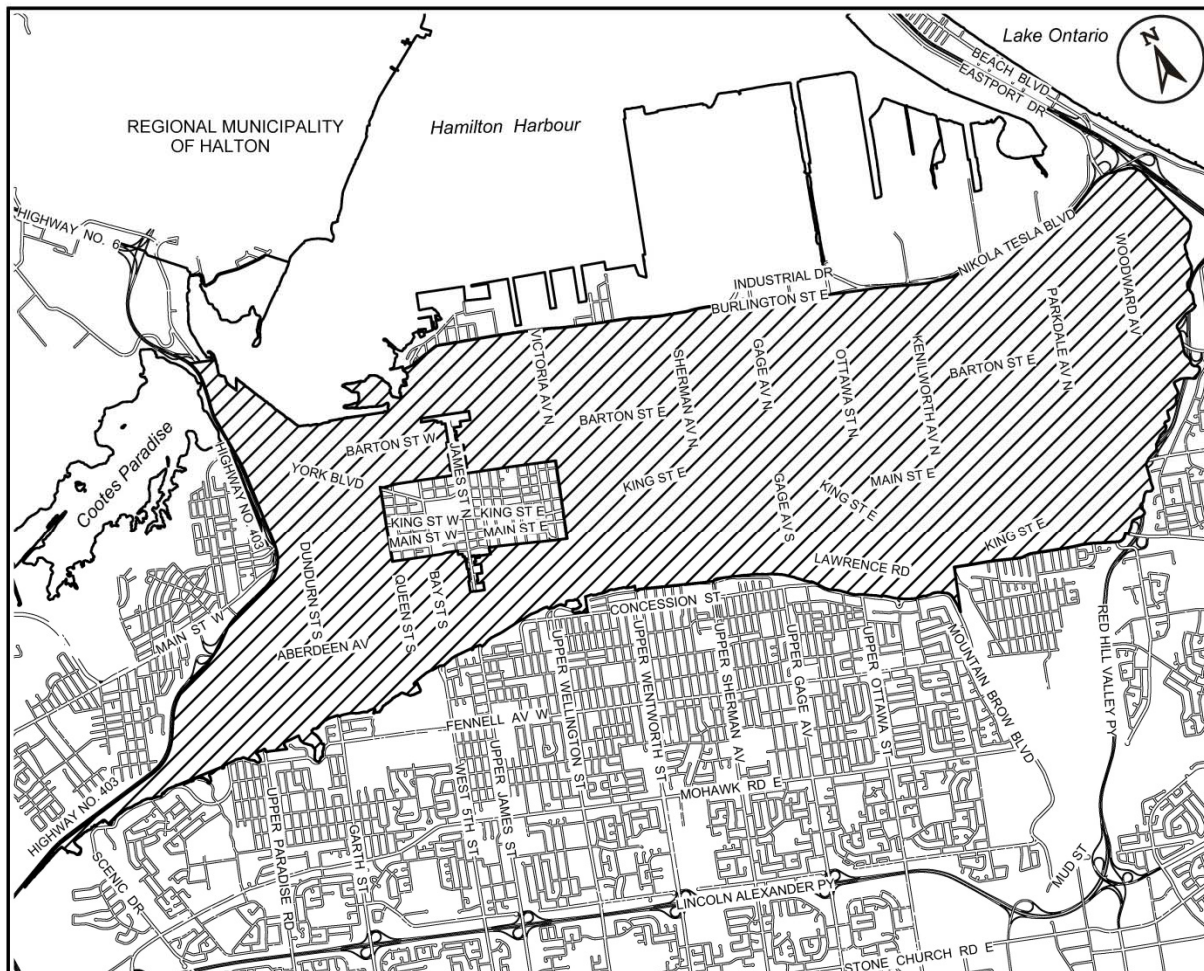 Lake Ontario
N
BEACH BLVD
EASTPORT DR
REGIONAL MUNICIPALITY
OF HALTON
Hamilton Harbour
HIGHWAY NO. 6
NIKOLA TESLA BLVD
WOODWARD AV
INDUSTRIAL DR
BURLINGTON ST E
PARKDALE AV N
VICTORIA AV N
SHERMAN AV N
GAGE AV N
OTTAWA ST N
KENILWORTH AV N
BARTON ST E
BARTON ST E
BARTON ST W
JAMES ST N
Cootes Paradise
HIGHWAY NO. 403
YORK BLVD
KING ST E
MAIN ST E
KING ST E
GAGE AV S
KING ST W
KING ST E
MAIN ST W
MAIN ST E
KING ST E
LAWRENCE RD
DUNDURN ST S
QUEEN ST S
BAY ST S
MAIN ST W
ABERDEEN AV
CONCESSION ST
UPPER WELLINGTON ST
UPPER WENTWORTH ST
UPPER SHERMAN AV
UPPER GAGE AV
UPPER OTTAWA ST
MOUNTAIN BROW BLVD
RED HILL VALLEY PY
FENNELL AV W
WEST 5TH ST
UPPER JAMES ST
MOHAWK RD E
HIGHWAY NO. 403
SCENIC DR
UPPER PARADISE RD
GARTH ST
MUD ST
LINCOLN ALEXANDER PY
STONE CHURCH RD E